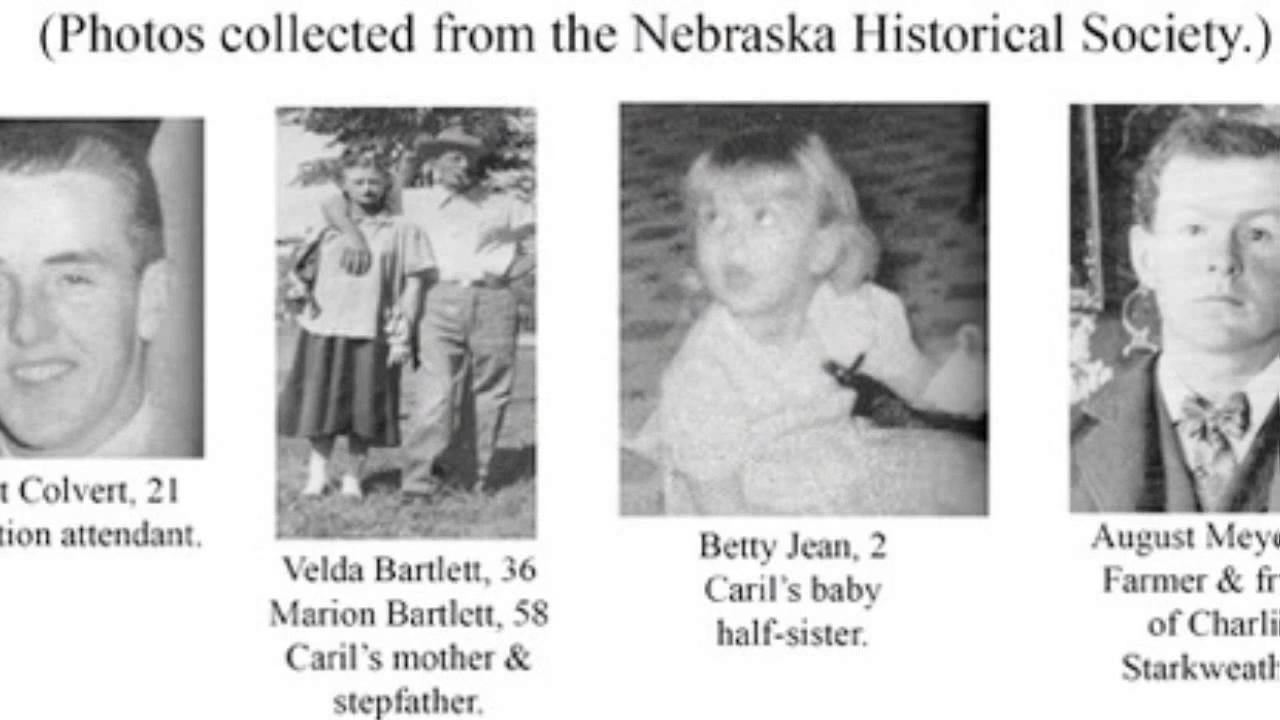 (Photos collected from the Nebraska Historical Society.)
t Colvert, 21
tion attendant.
Velda Bartlett, 36
Marion Bartlett, 58
Caril's mother &
stepfather.
Betty Jean, 2
Caril's baby
half-sister.
August Meye
Farmer & fr
of Charli
Starkweath